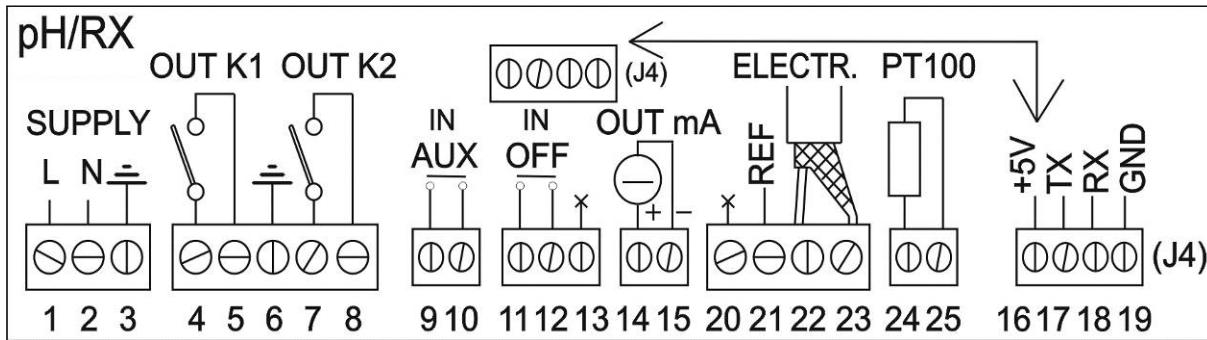 pH/RX
OUT K1 OUT K2 (J4) ELECTR. PT100
SUPPLY IN AUX IN OFF OUT mA REF +5V TX RX GND
L N × + − ×
(J4)
1 2 3 4 5 6 7 8 9 10 11 12 13 14 15 20 21 22 23 24 25 16 17 18 19